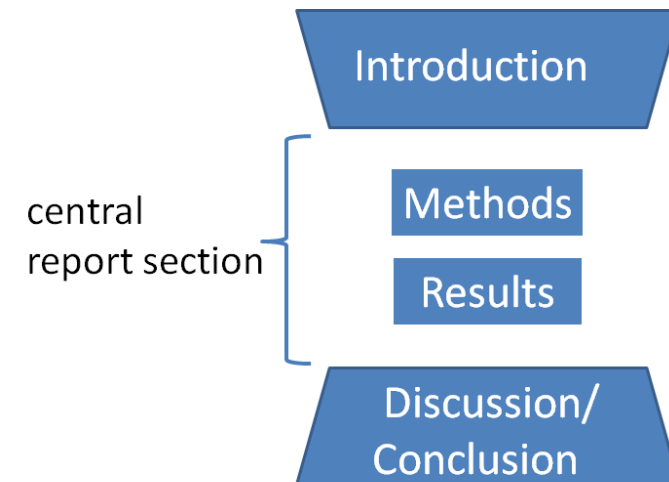 Introduction
central
report section
Methods
Results
Discussion/
Conclusion